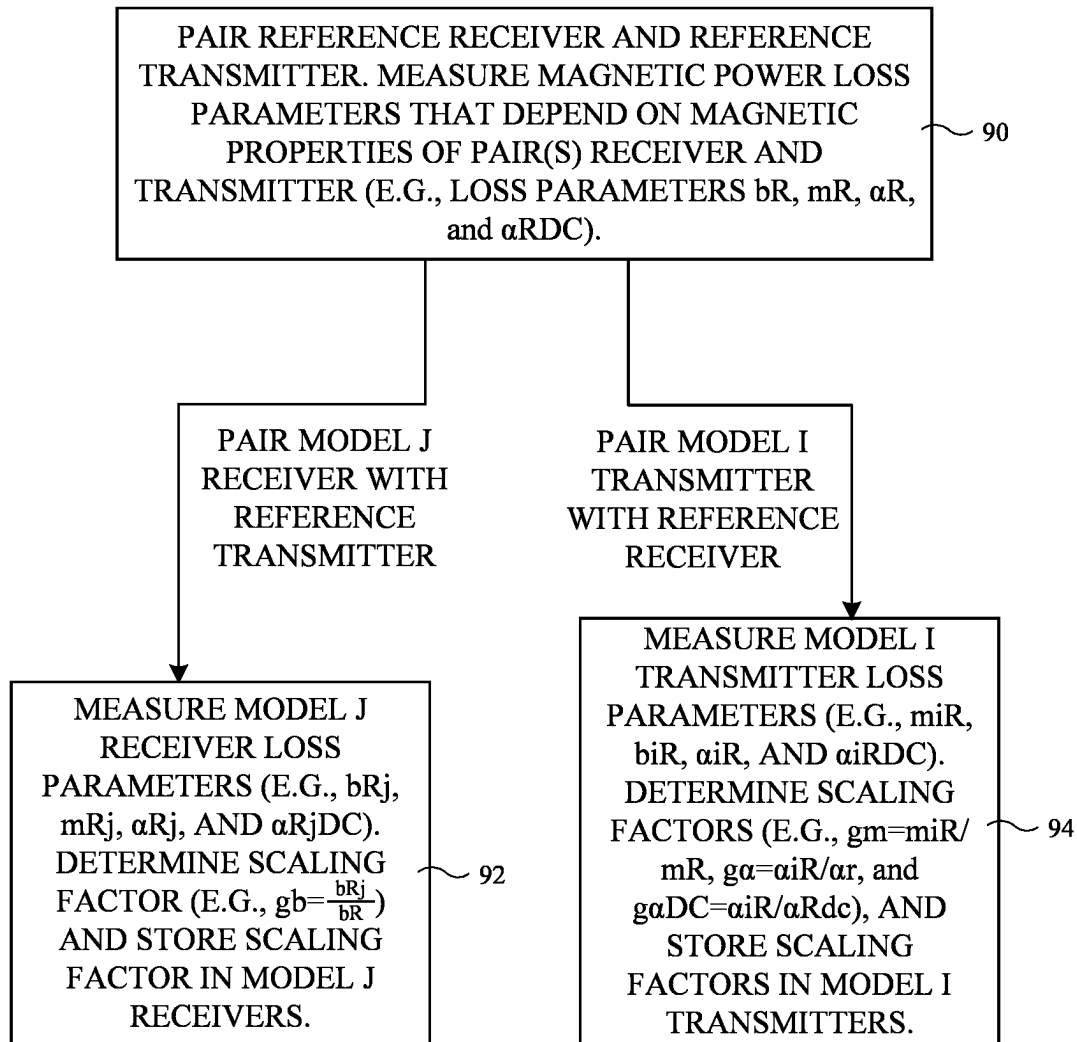 PAIR REFERENCE RECEIVER AND REFERENCE
TRANSMITTER. MEASURE MAGNETIC POWER LOSS
PARAMETERS THAT DEPEND ON MAGNETIC
PROPERTIES OF PAIR(S) RECEIVER AND
TRANSMITTER (E.G., LOSS PARAMETERS bR, mR, αR,
and αRDC).
90
PAIR MODEL J
RECEIVER WITH
REFERENCE
TRANSMITTER
PAIR MODEL I
TRANSMITTER
WITH REFERENCE
RECEIVER
MEASURE MODEL J
RECEIVER LOSS
PARAMETERS (E.G., bRj,
mRj, αRj, AND αRjDC).
DETERMINE SCALING
FACTOR (E.G., gb=bRj/bR)
AND STORE SCALING
FACTOR IN MODEL J
RECEIVERS.
92
MEASURE MODEL I
TRANSMITTER LOSS
PARAMETERS (E.G., miR,
biR, αiR, AND αiRDC).
DETERMINE SCALING
FACTORS (E.G., gm=miR/
mR, gα=αiR/αr, and
gαDC=αiR/αRdc), AND
STORE SCALING
FACTORS IN MODEL I
TRANSMITTERS.
94